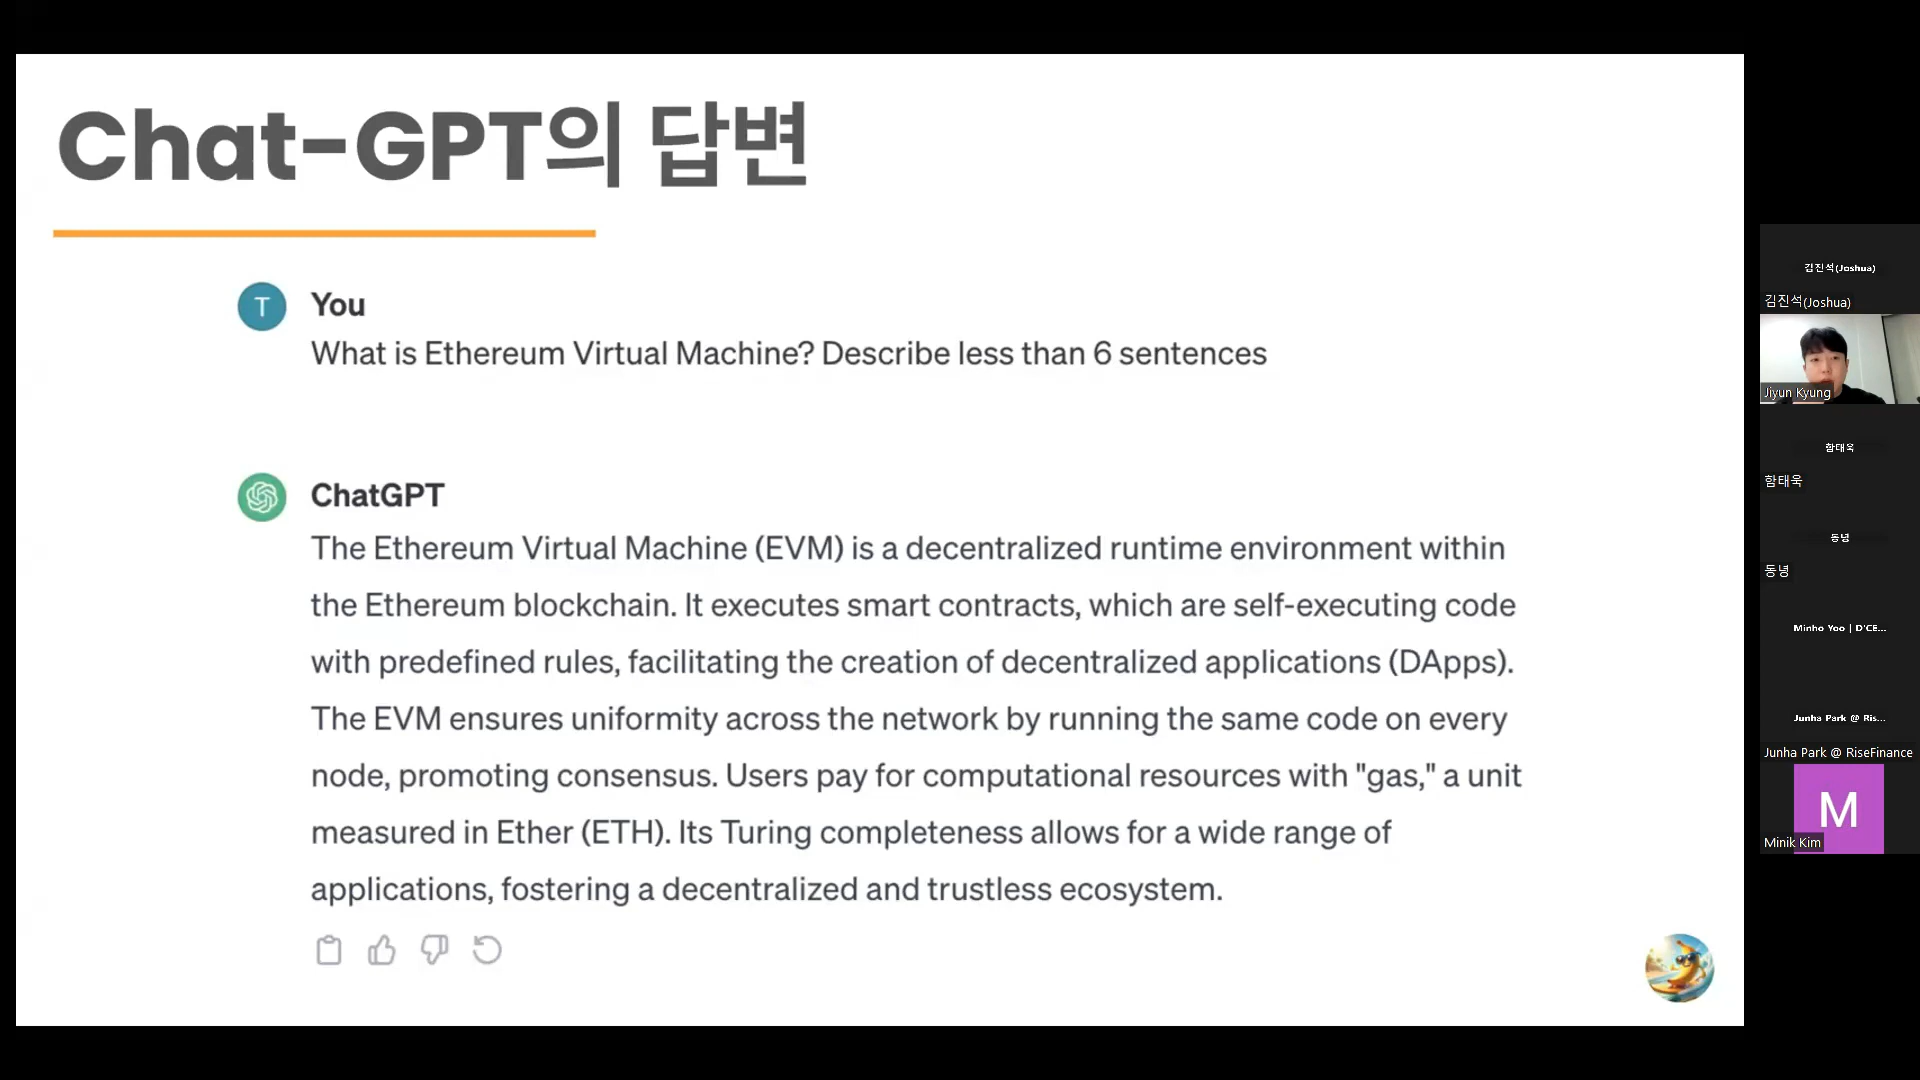 Chat-GPT의 답변
T
You
What is Ethereum Virtual Machine? Describe less than 6 sentences
ChatGPT
The Ethereum Virtual Machine (EVM) is a decentralized runtime environment within
the Ethereum blockchain. It executes smart contracts, which are self-executing code
with predefined rules, facilitating the creation of decentralized applications (DApps).
The EVM ensures uniformity across the network by running the same code on every
node, promoting consensus. Users pay for computational resources with "gas," a unit
measured in Ether (ETH). Its Turing completeness allows for a wide range of
applications, fostering a decentralized and trustless ecosystem.
김진석(Joshua)
김진석(Joshua)
Jiyun Kyung
함태욱
함태욱
동녕
동녕
Minho Yoo | D'CE...
Junha Park @ Ris...
Junha Park @ RiseFinance
M
Minik Kim